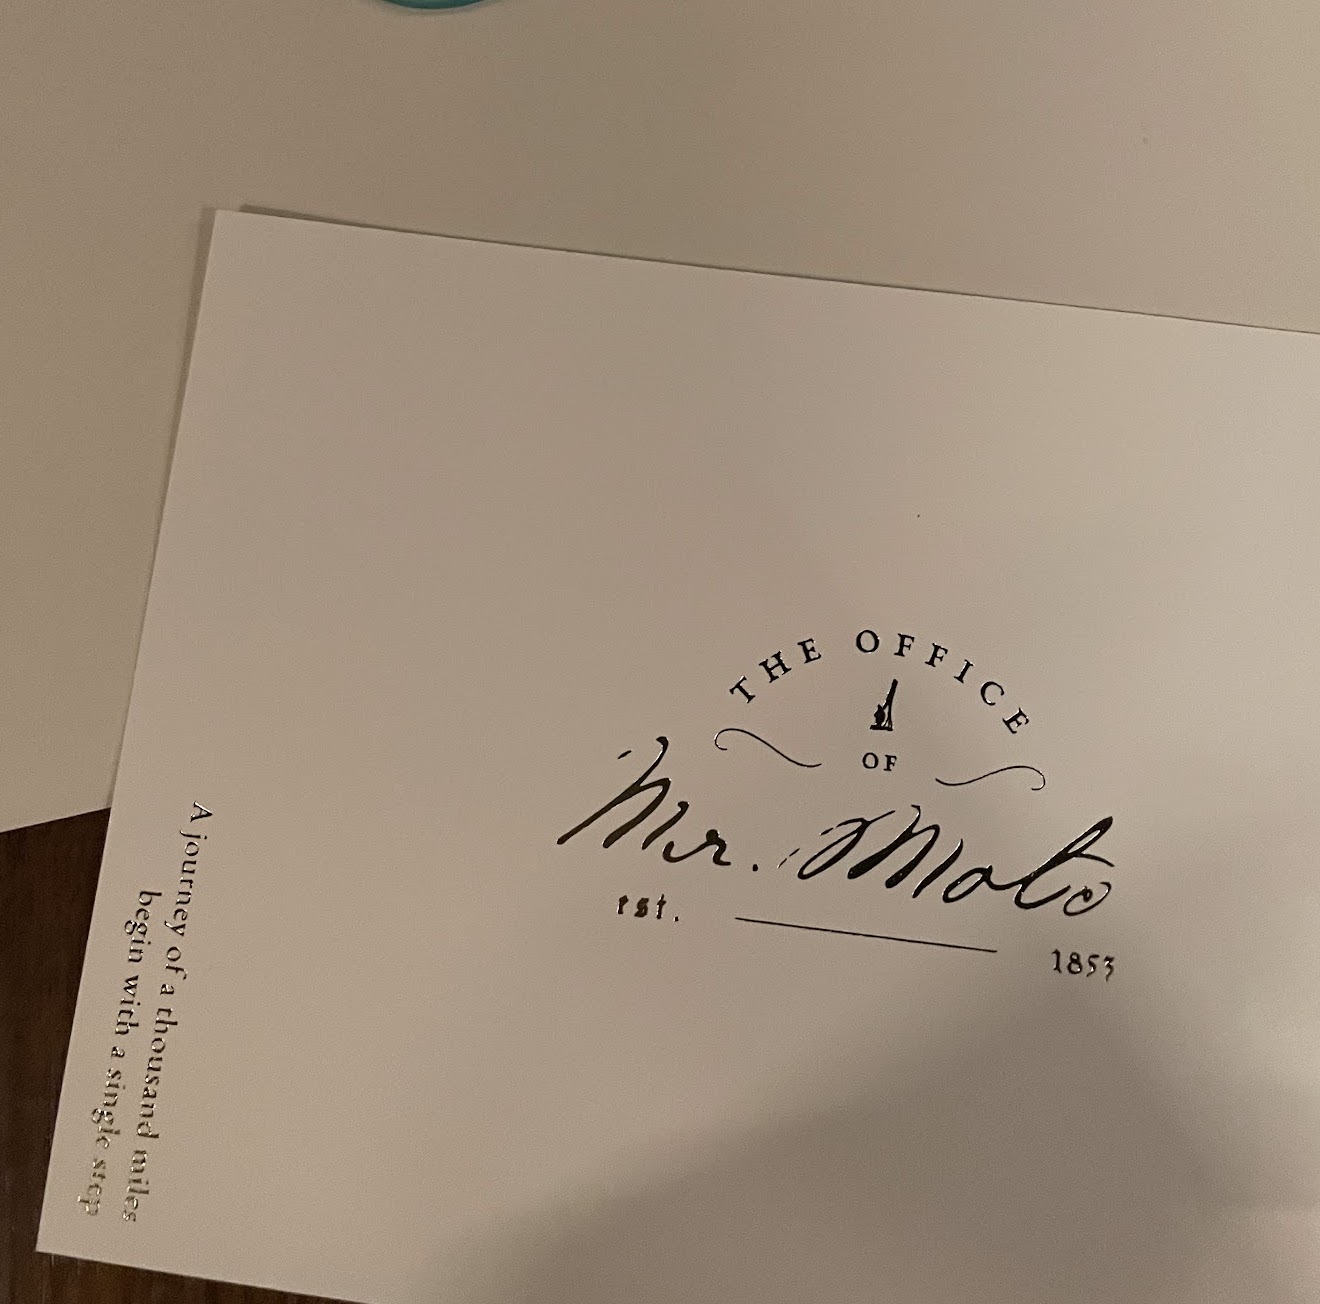 THE OFFICE
OF
Mr. Moto
est.
1853
A journey of a thousand miles
begin with a single step